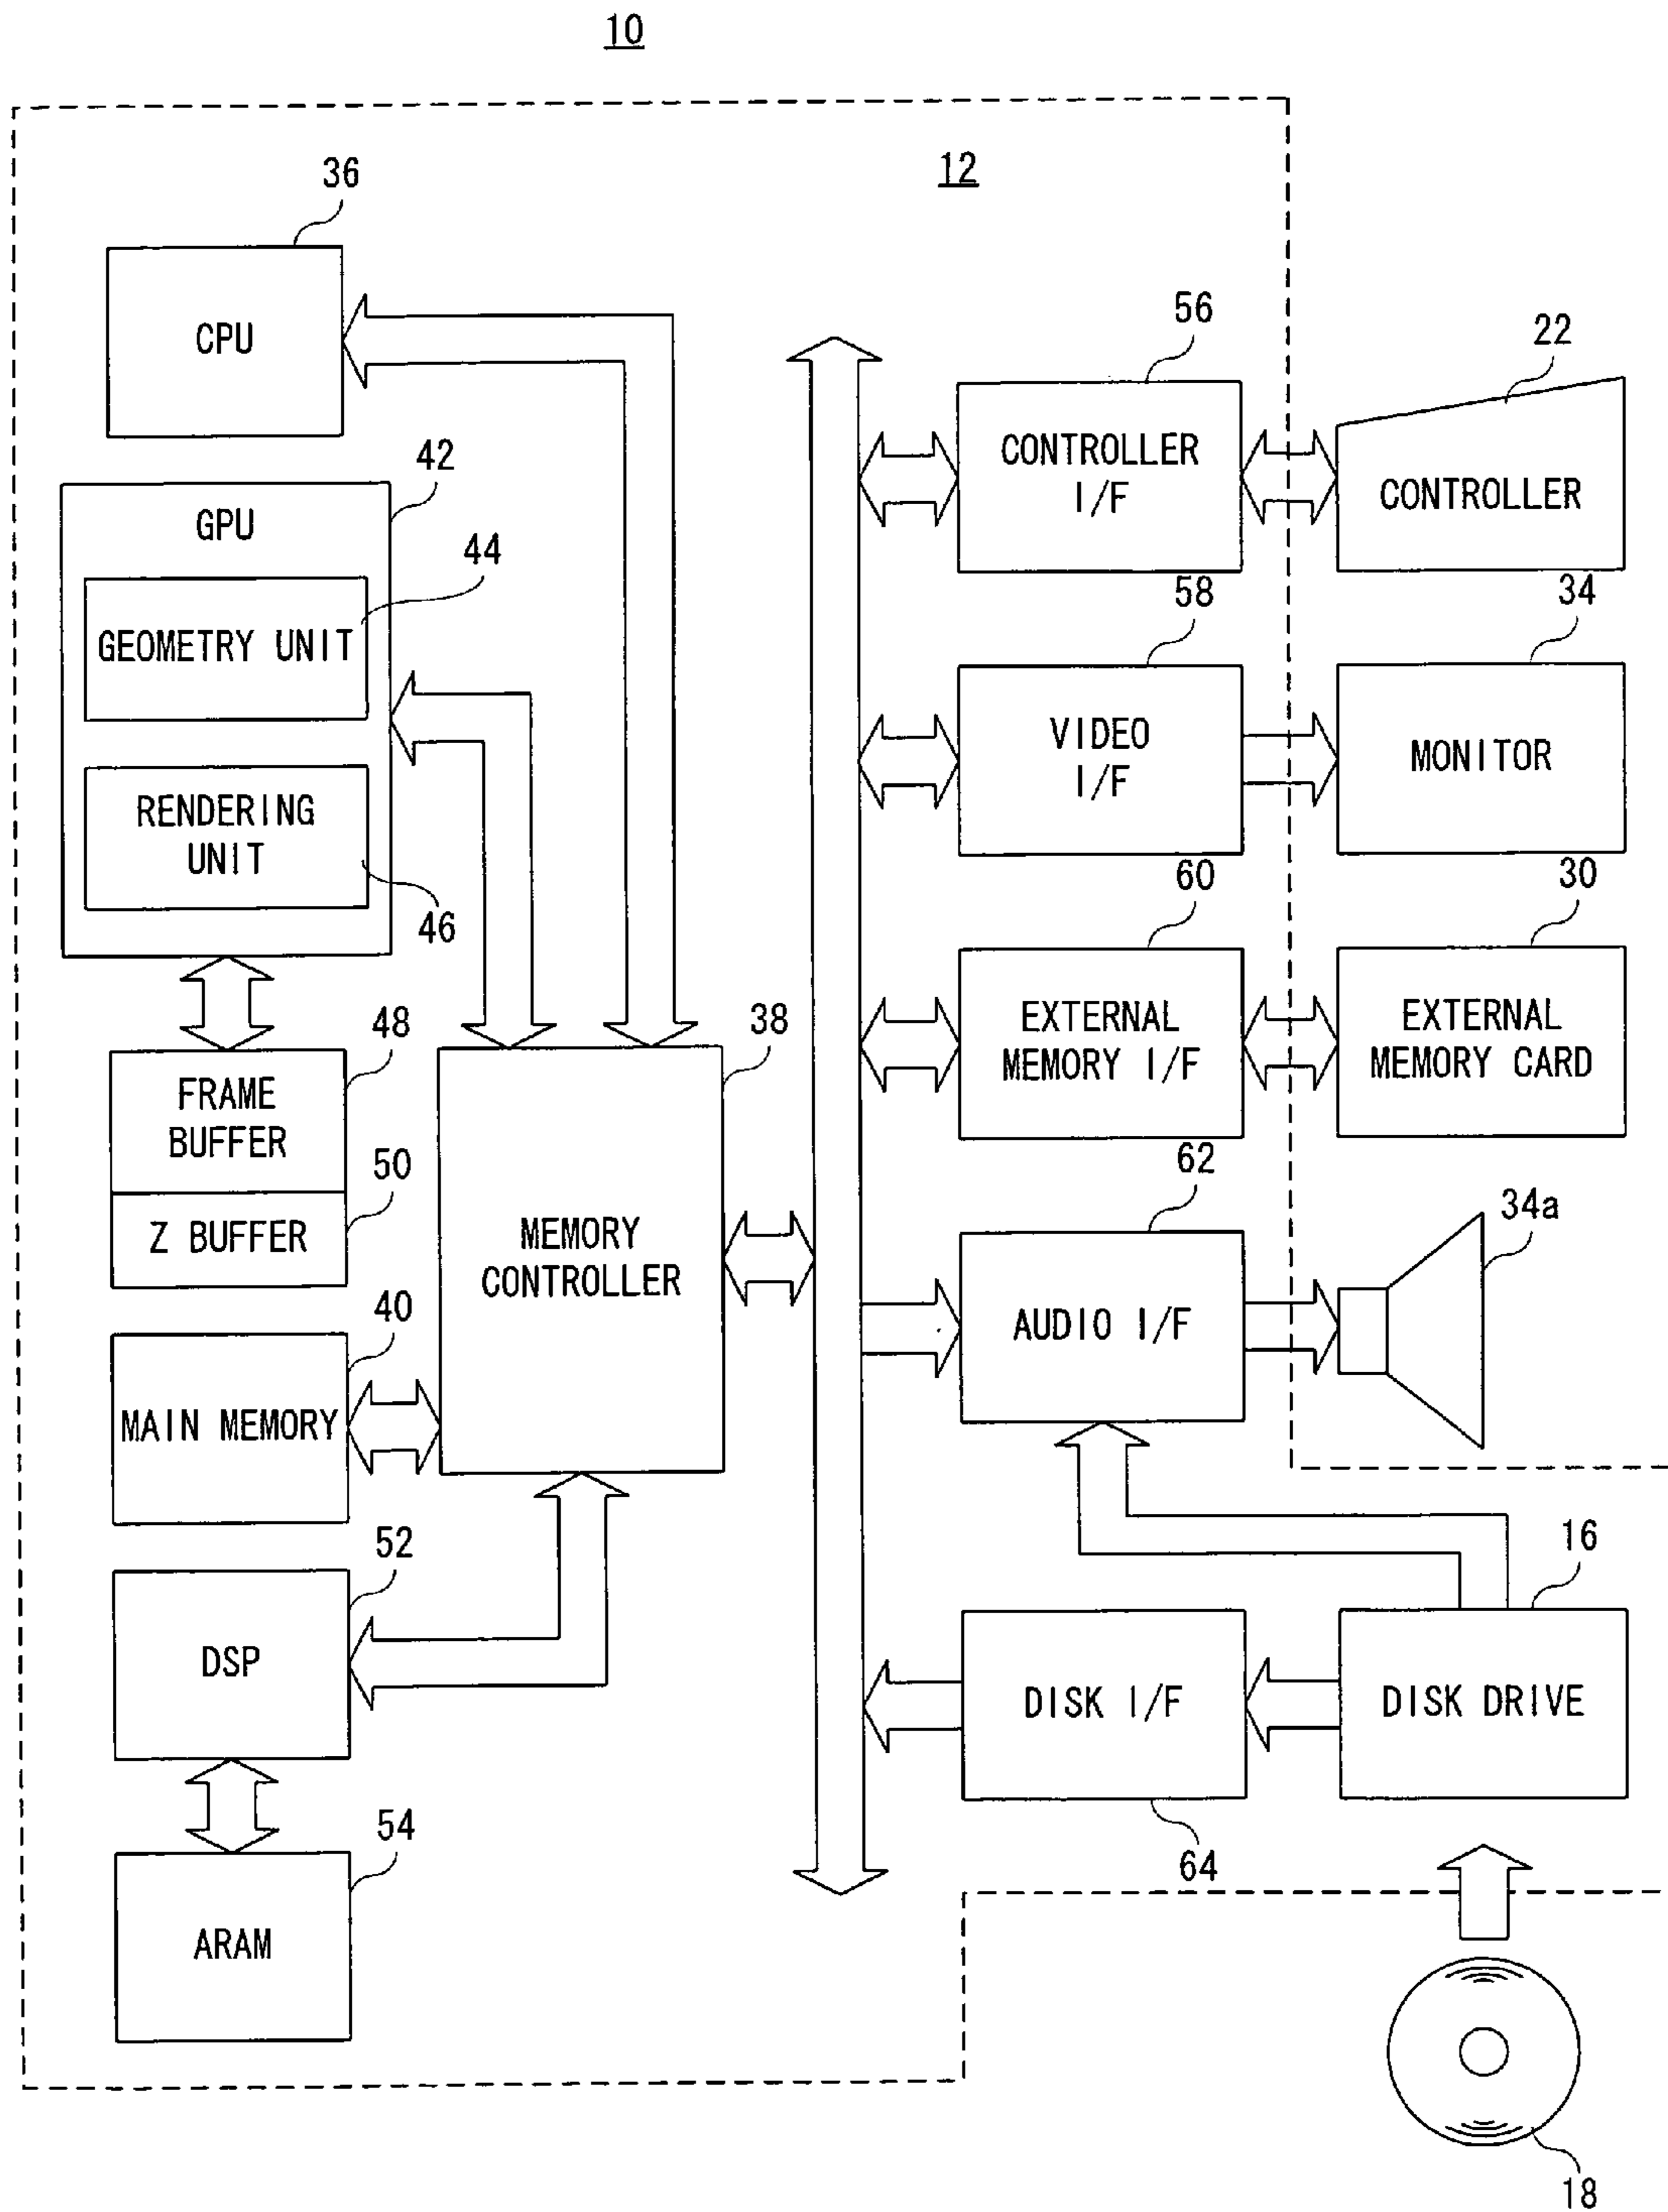 10
12
36
CPU
42
GPU
44
GEOMETRY UNIT
RENDERING
UNIT
46
48
FRAME
BUFFER
50
Z BUFFER
40
MAIN MEMORY
52
DSP
54
ARAM
38
MEMORY
CONTROLLER
56
CONTROLLER
I/F
22
CONTROLLER
58
VIDEO
I/F
34
MONITOR
60
EXTERNAL
MEMORY I/F
30
EXTERNAL
MEMORY CARD
62
AUDIO I/F
34a
16
DISK I/F
DISK DRIVE
64
18